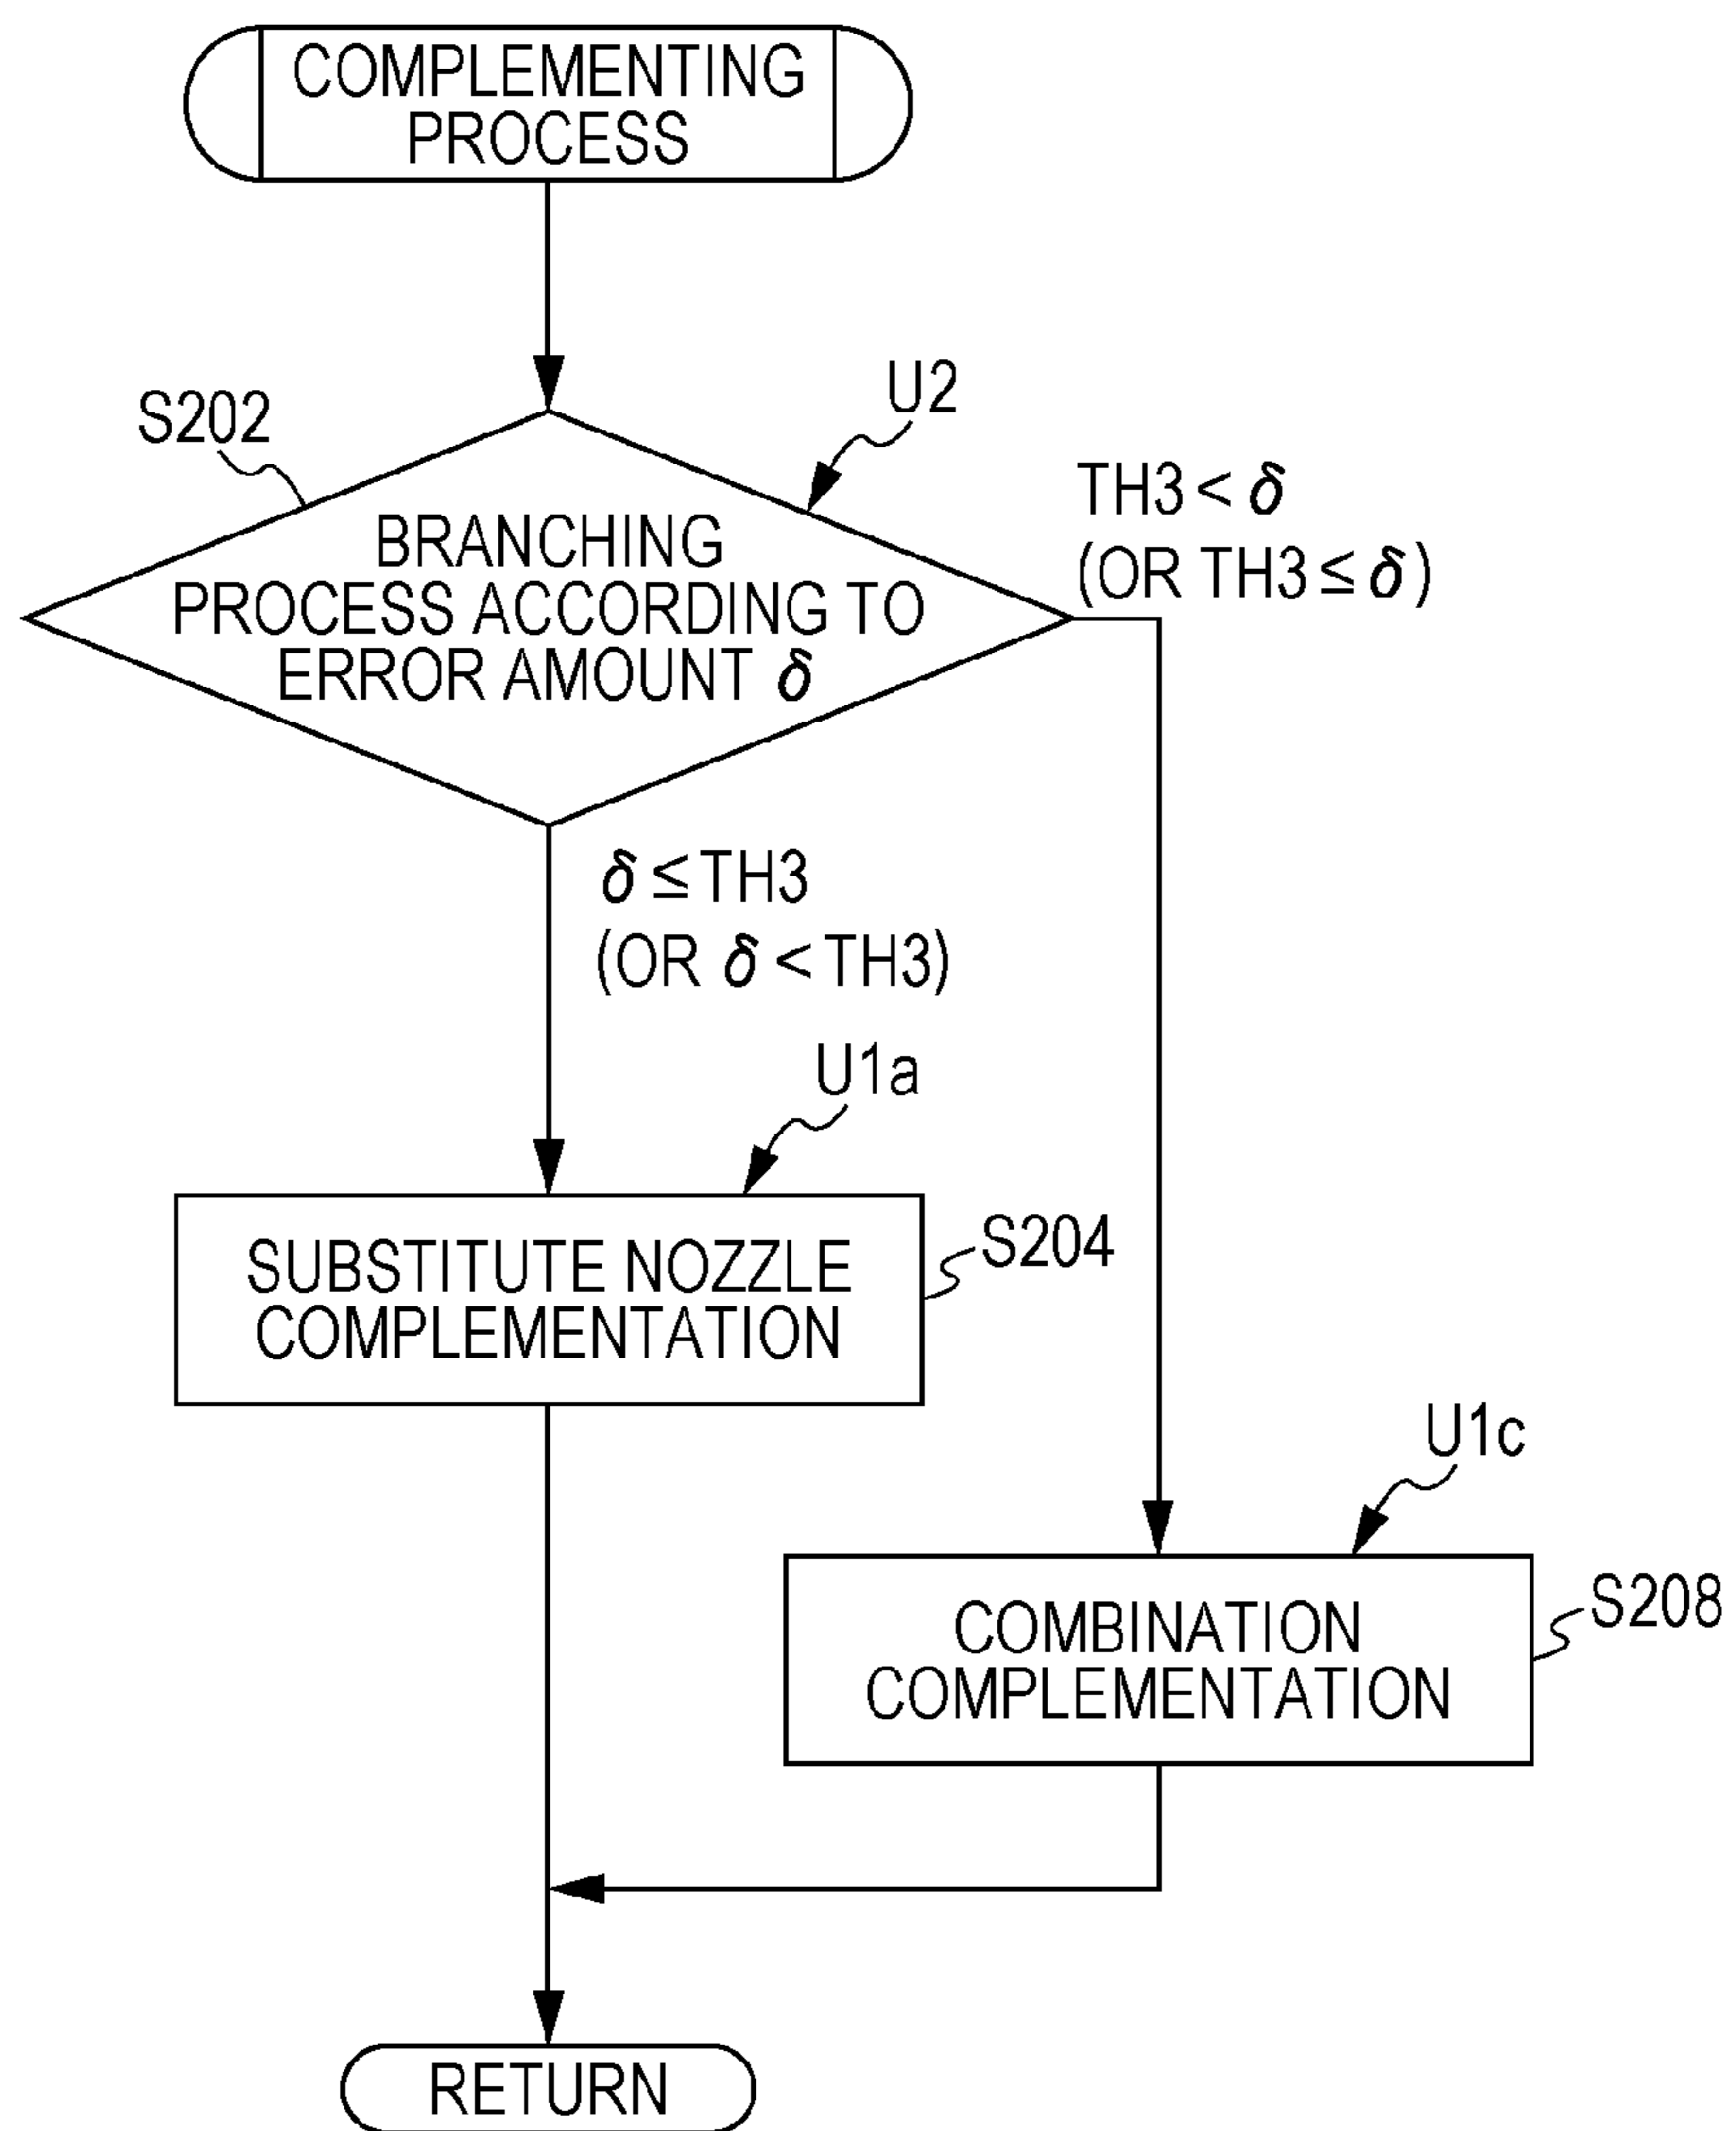 COMPLEMENTING
PROCESS
S202
U2
TH3 < δ
(OR TH3 ≤ δ)
BRANCHING
PROCESS ACCORDING TO
ERROR AMOUNT δ
δ ≤ TH3
(OR δ < TH3)
U1a
SUBSTITUTE NOZZLE
COMPLEMENTATION
S204
U1c
COMBINATION
COMPLEMENTATION
S208
RETURN